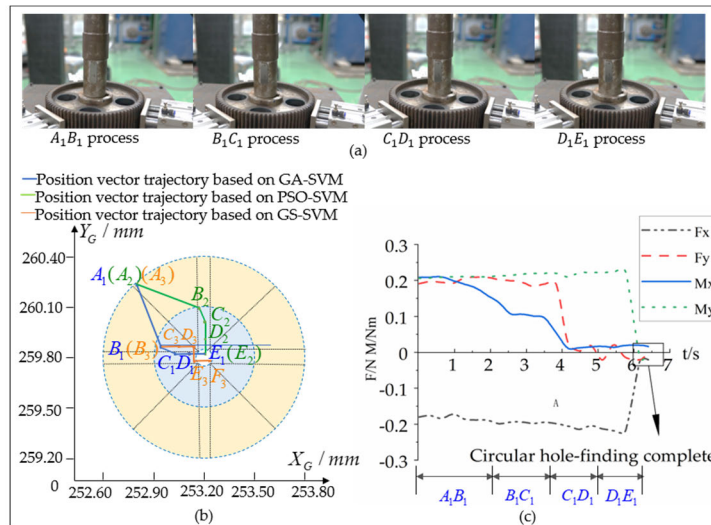 A₁B₁ process B₁C₁ process C₁D₁ process D₁E₁ process
(a)
Position vector trajectory based on GA-SVM
Position vector trajectory based on PSO-SVM
Position vector trajectory based on GS-SVM
Y_G / mm
260.40
260.10
259.80
259.50
259.20
0
252.60 252.90 253.20 253.50 253.80
X_G / mm
A₁(A₂)(A₃)
B₂
C₂
D₂
C₃D₃
B₁(B₃)
C₁D₁
E₁(E₂)
E₃ F₃
(b)
Fx
Fy
Mx
My
F/N M/Nm
0.3
0.2
0.1
0
-0.1
-0.2
-0.3
1 2 3 4 5 6 7
t/s
A
Circular hole-finding complete
A₁B₁ B₁C₁ C₁D₁ D₁E₁
(c)